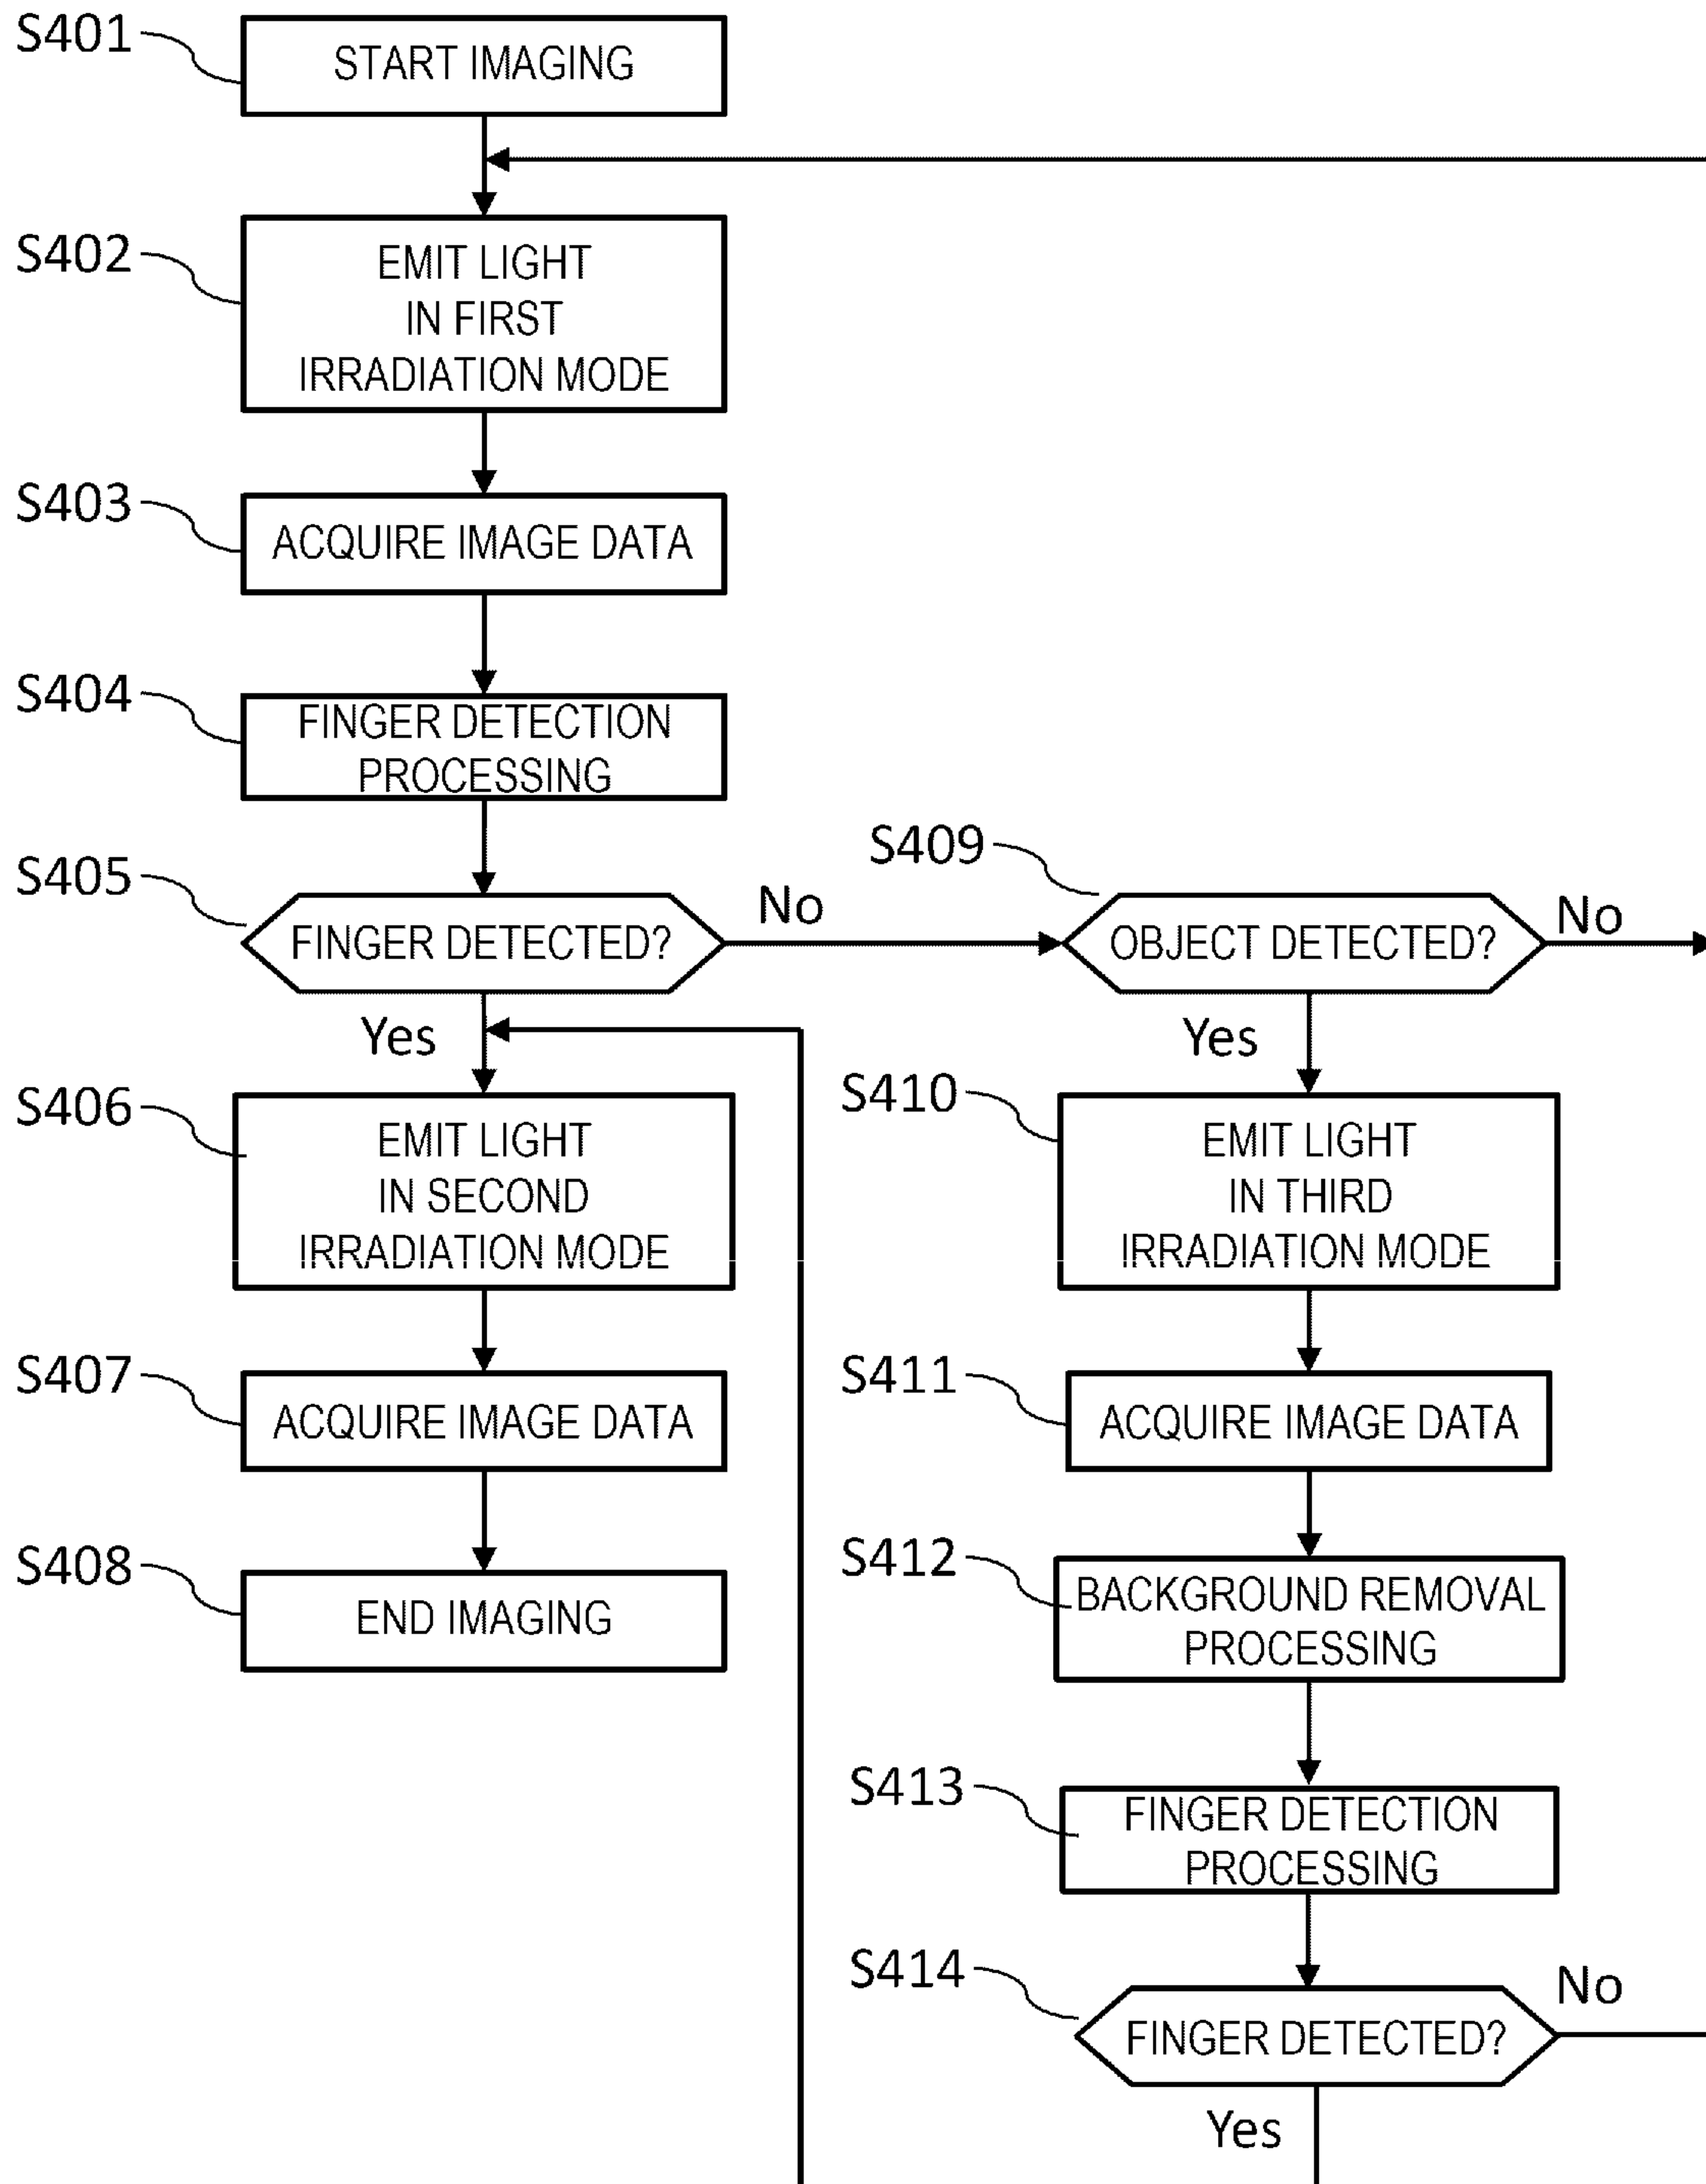 S401
START IMAGING
S402
EMIT LIGHT
IN FIRST
IRRADIATION MODE
S403
ACQUIRE IMAGE DATA
S404
FINGER DETECTION
PROCESSING
S405
FINGER DETECTED?
No
Yes
S406
EMIT LIGHT
IN SECOND
IRRADIATION MODE
S407
ACQUIRE IMAGE DATA
S408
END IMAGING
S409
OBJECT DETECTED?
No
Yes
S410
EMIT LIGHT
IN THIRD
IRRADIATION MODE
S411
ACQUIRE IMAGE DATA
S412
BACKGROUND REMOVAL
PROCESSING
S413
FINGER DETECTION
PROCESSING
S414
FINGER DETECTED?
No
Yes